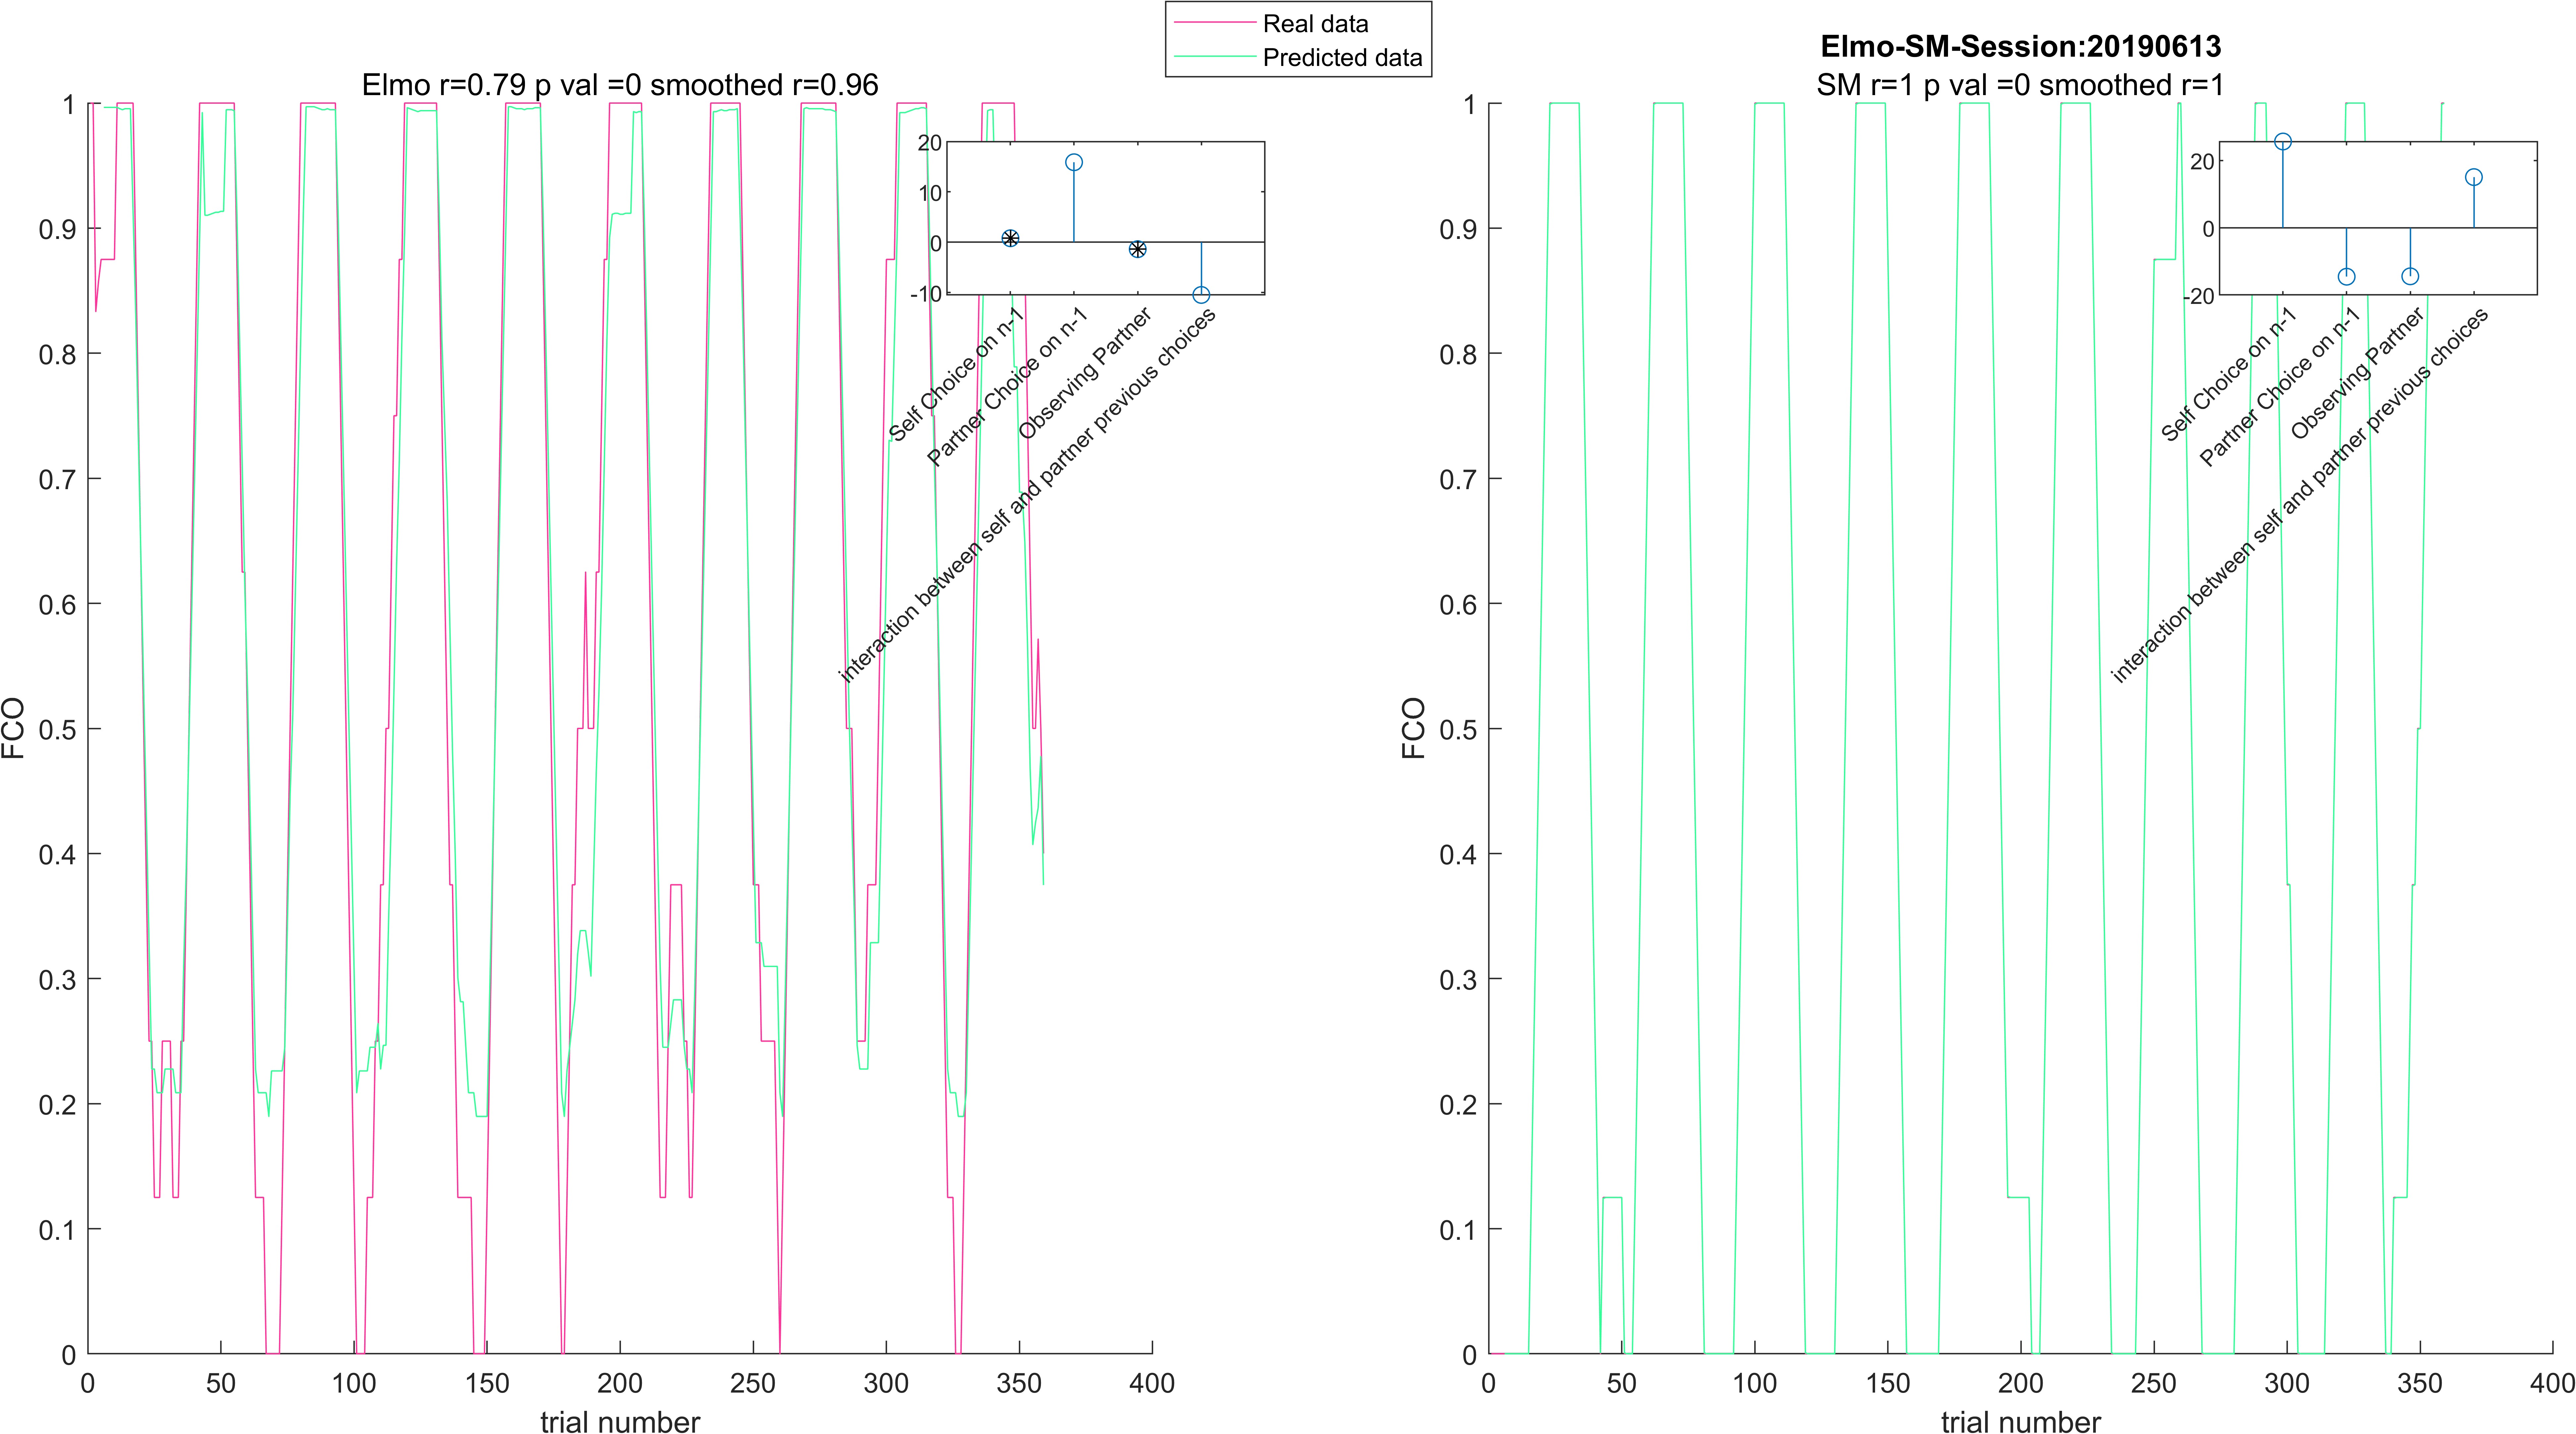 Real data
Predicted data
Elmo r=0.79 p val =0 smoothed r=0.96
1
0.9
0.8
0.7
0.6
0.5
0.4
0.3
0.2
0.1
0
FCO
0 50 100 150 200 250 300 350 400
trial number
20
10
0
-10
Self Choice on n-1
Partner Choice on n-1
Observing Partner
interaction between self and partner previous choices
Elmo-SM-Session:20190613
SM r=1 p val =0 smoothed r=1
1
0.9
0.8
0.7
0.6
0.5
0.4
0.3
0.2
0.1
0
FCO
0 50 100 150 200 250 300 350 400
trial number
20
0
-20
Self Choice on n-1
Partner Choice on n-1
Observing Partner
interaction between self and partner previous choices